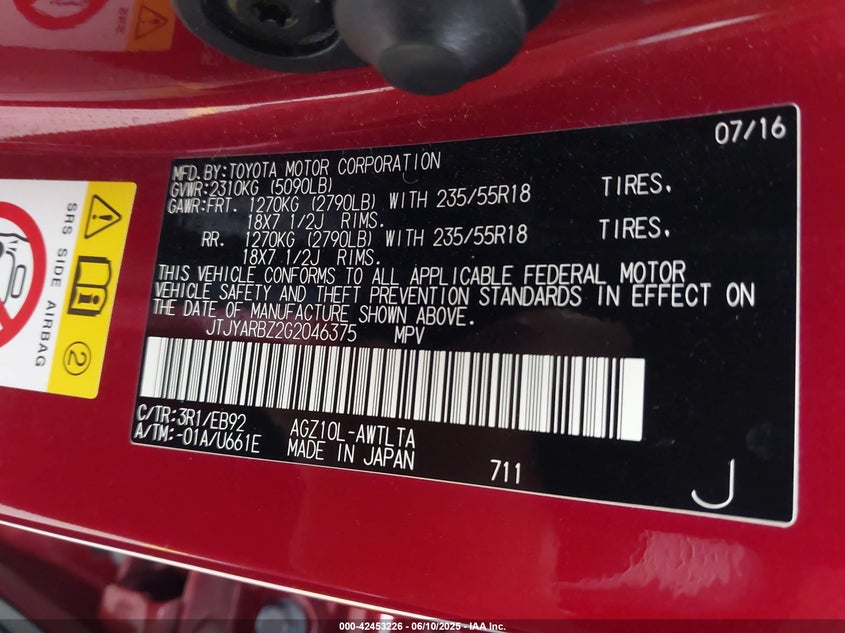 07/16
MFD.BY:TOYOTA MOTOR CORPORATION
GVWR:2310KG (5090LB)
GAWR:FRT. 1270KG (2790LB) WITH 235/55R18 TIRES.
18X7 1/2J RIMS.
RR. 1270KG (2790LB) WITH 235/55R18 TIRES.
18X7 1/2J RIMS.
THIS VEHICLE CONFORMS TO ALL APPLICABLE FEDERAL MOTOR
VEHICLE SAFETY AND THEFT PREVENTION STANDARDS IN EFFECT ON
THE DATE OF MANUFACTURE SHOWN ABOVE.
JTJYARBZ2G2046375 MPV
C/TR:3R1/EB92 AGZ10L-AWTLTA
A/TM:-01A/U661E MADE IN JAPAN 711
J
SRS SIDE AIRBAG
2
000-42453226 - 06/10/2025 - IAA Inc.